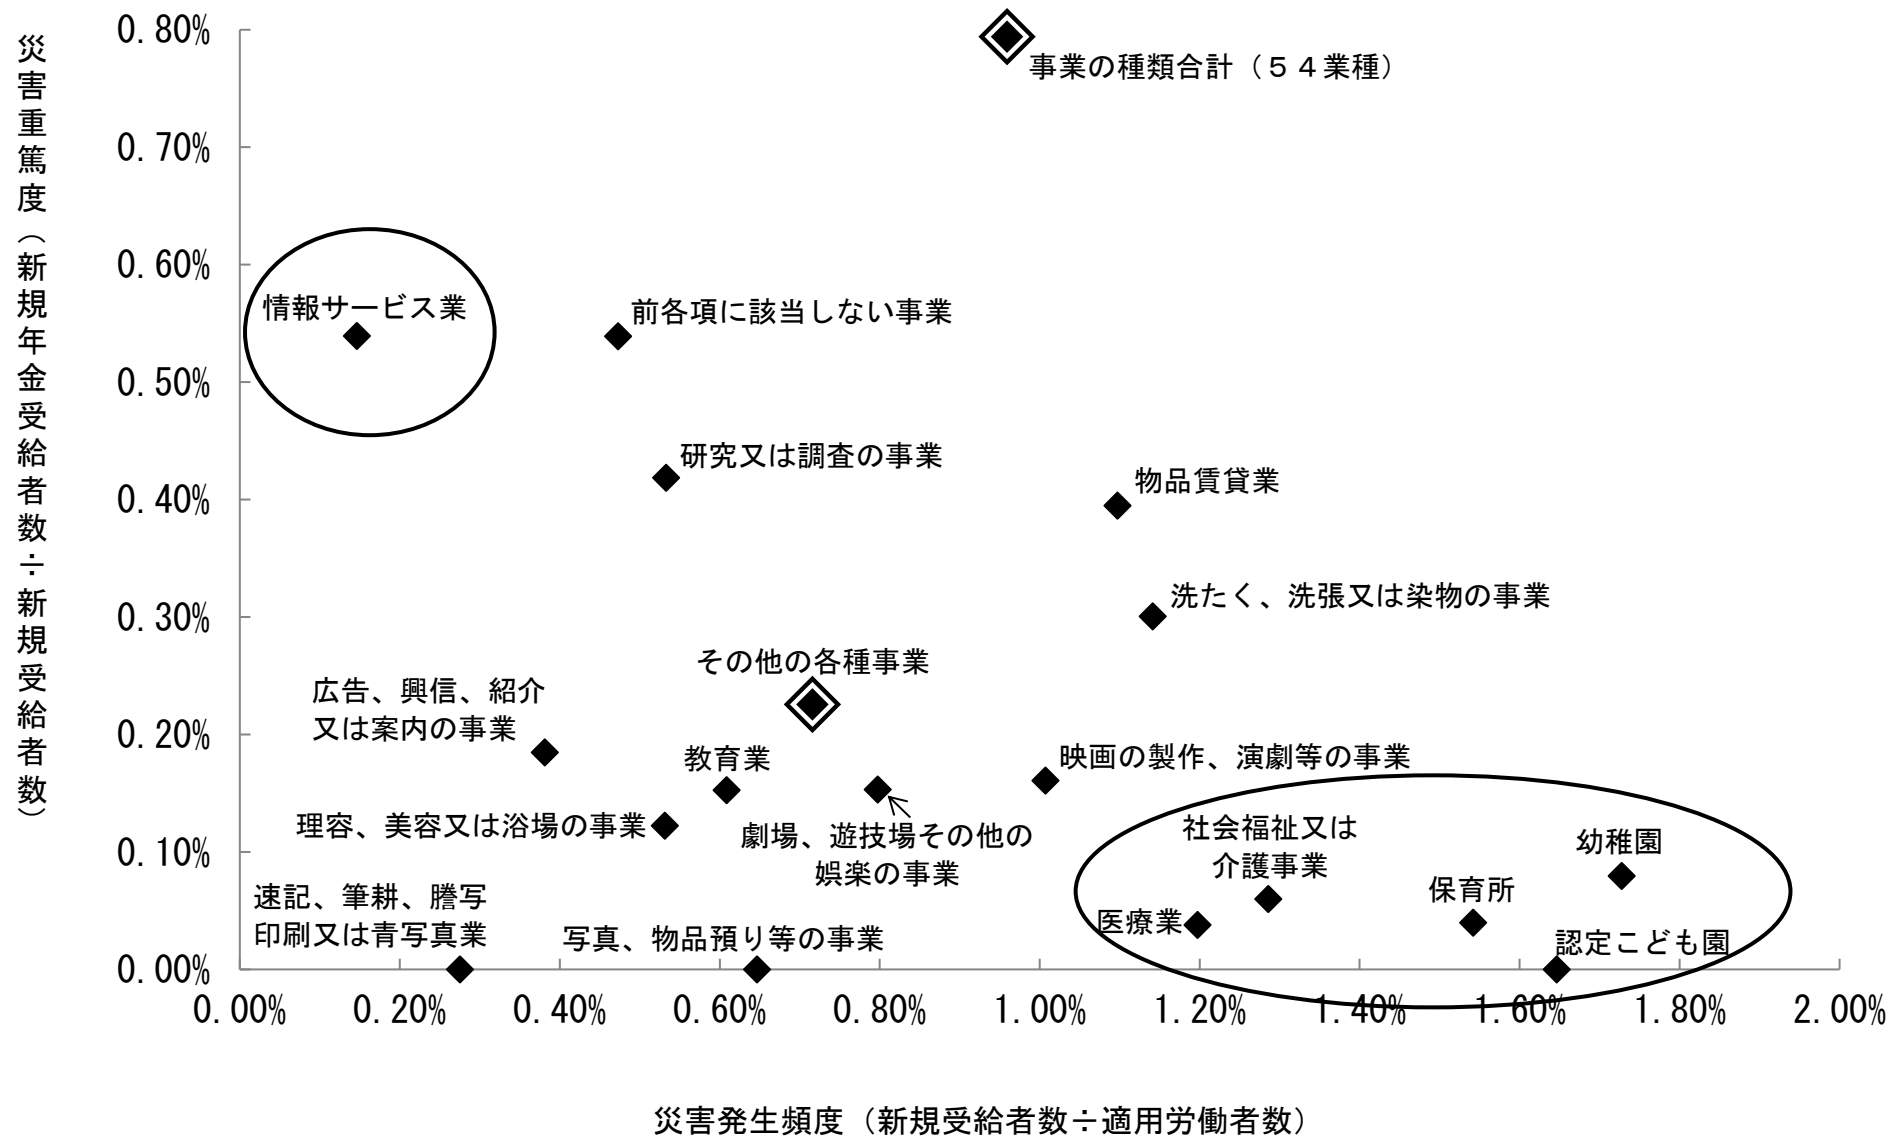 災害重篤度（新規年金受給者数÷新規受給者数）
0.80%
0.70%
0.60%
0.50%
0.40%
0.30%
0.20%
0.10%
0.00%
事業の種類合計（５４業種）
情報サービス業
前各項に該当しない事業
研究又は調査の事業
物品賃貸業
洗たく、洗張又は染物の事業
その他の各種事業
広告、興信、紹介
又は案内の事業
教育業
映画の製作、演劇等の事業
理容、美容又は浴場の事業
劇場、遊技場その他の
娯楽の事業
社会福祉又は
介護事業
幼稚園
保育所
医療業
認定こども園
速記、筆耕、謄写
印刷又は青写真業
写真、物品預り等の事業
0.00%
0.20%
0.40%
0.60%
0.80%
1.00%
1.20%
1.40%
1.60%
1.80%
2.00%
災害発生頻度（新規受給者数÷適用労働者数）